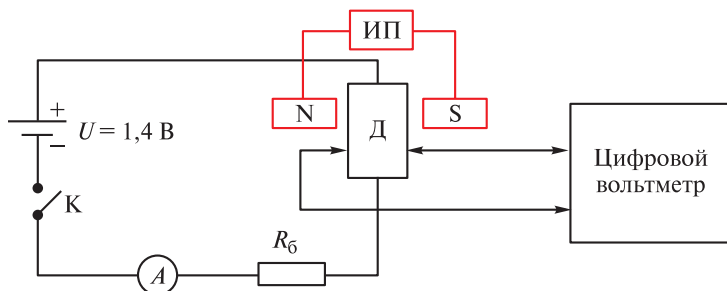 ИП
N
S
+
U = 1,4 В
–
Д
Цифровой
вольтметр
К
A
Rб